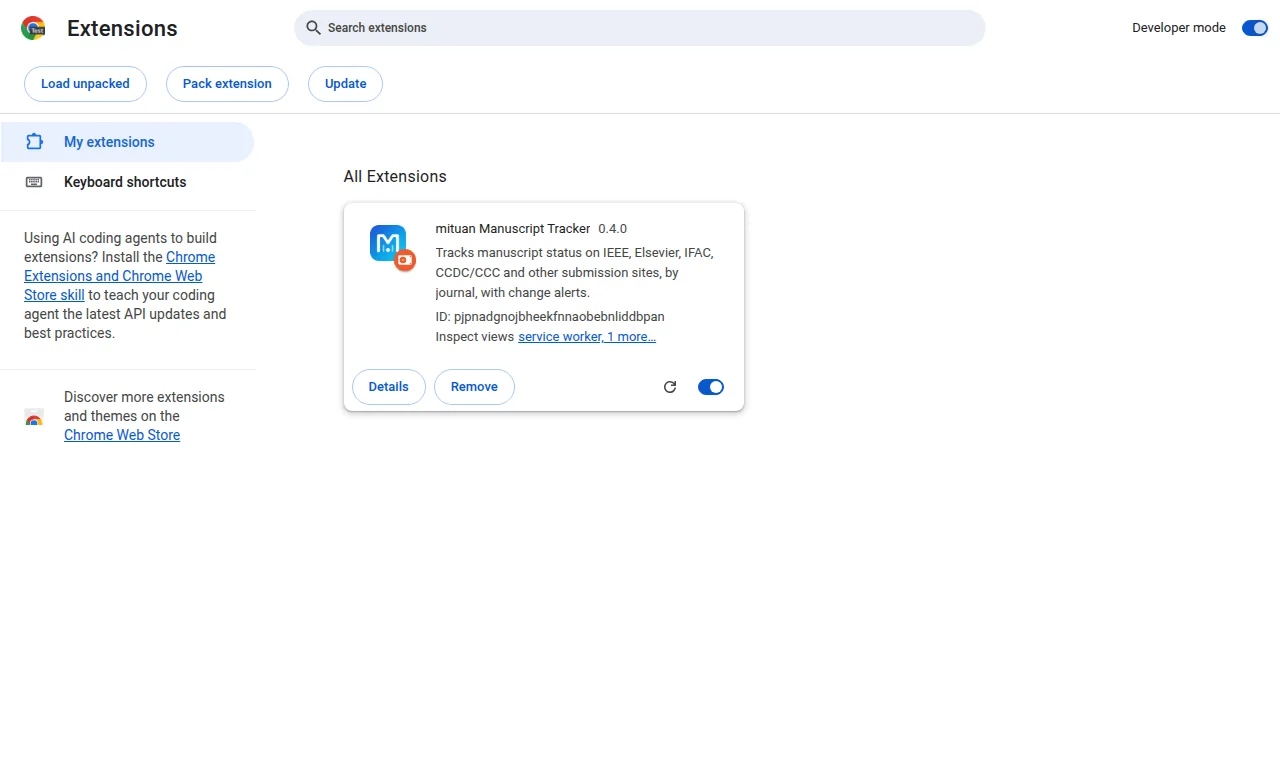 Extensions
Search extensions
Developer mode
Load unpacked
Pack extension
Update
My extensions
Keyboard shortcuts
Using AI coding agents to build
extensions? Install the Chrome
Extensions and Chrome Web
Store skill to teach your coding
agent the latest API updates and
best practices.
Discover more extensions
and themes on the
Chrome Web Store
All Extensions
mituan Manuscript Tracker 0.4.0
Tracks manuscript status on IEEE, Elsevier, IFAC,
CCDC/CCC and other submission sites, by
journal, with change alerts.
ID: pjpnadgnojbheekfnnaobebnliddbpan
Inspect views service worker, 1 more...
Details
Remove